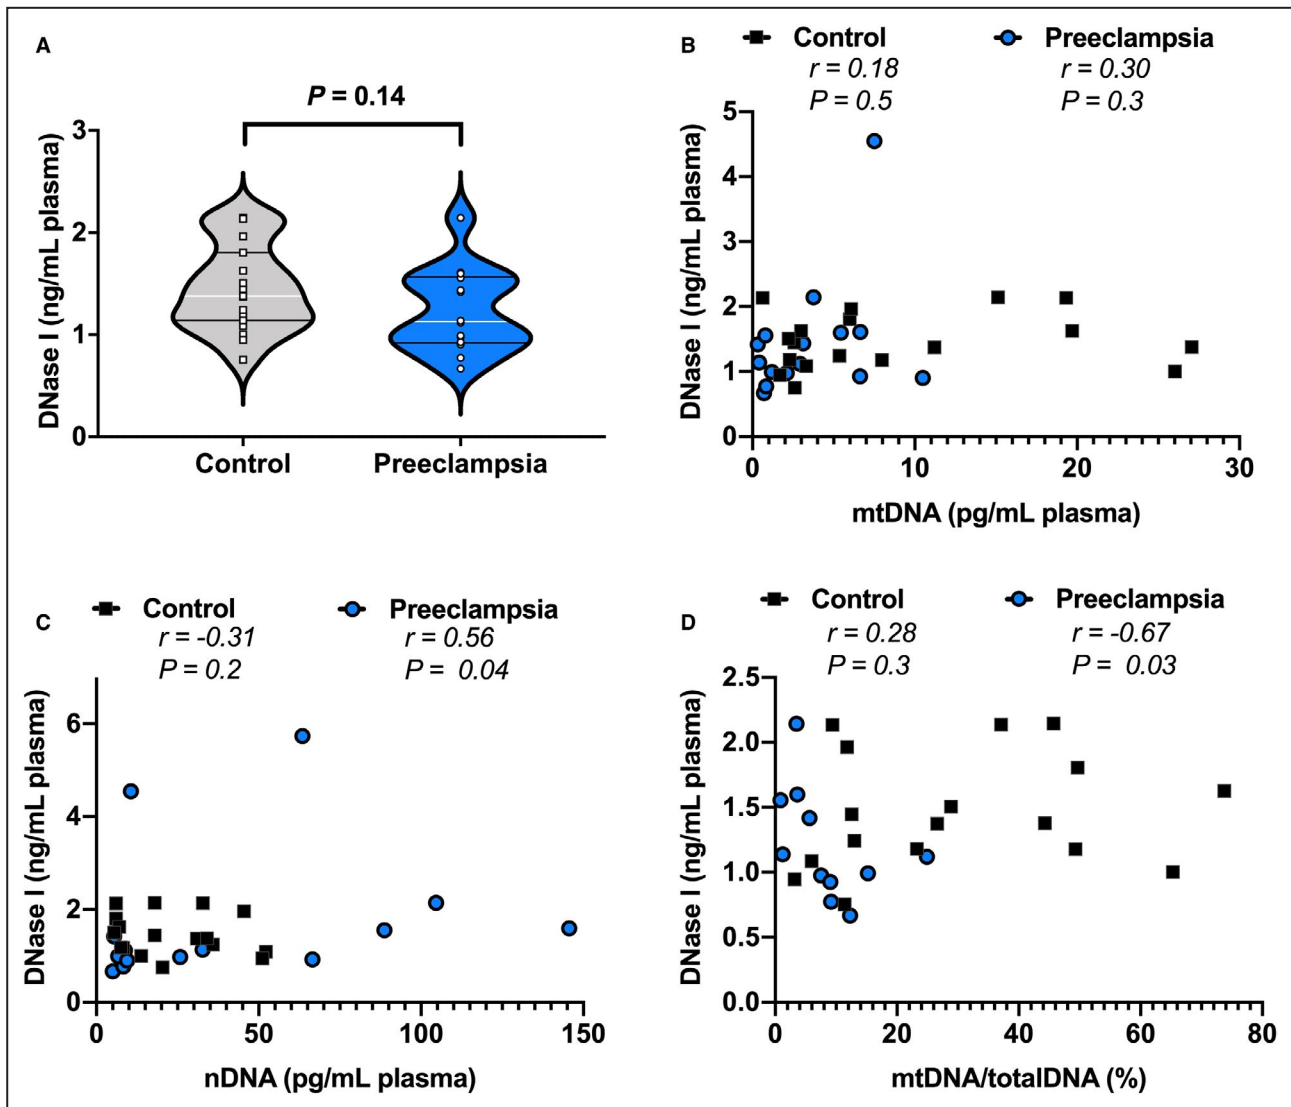 A
P = 0.14
DNase I (ng/mL plasma)
3
2
1
0
Control Preeclampsia
B
Control Preeclampsia
r = 0.18 r = 0.30
P = 0.5 P = 0.3
DNase I (ng/mL plasma)
5
4
3
2
1
0
0 10 20 30
mtDNA (pg/mL plasma)
C
Control Preeclampsia
r = -0.31 r = 0.56
P = 0.2 P = 0.04
DNase I (ng/mL plasma)
6
4
2
0
0 50 100 150
nDNA (pg/mL plasma)
D
Control Preeclampsia
r = 0.28 r = -0.67
P = 0.3 P = 0.03
DNase I (ng/mL plasma)
2.5
2.0
1.5
1.0
0.5
0.0
0 20 40 60 80
mtDNA/totalDNA (%)